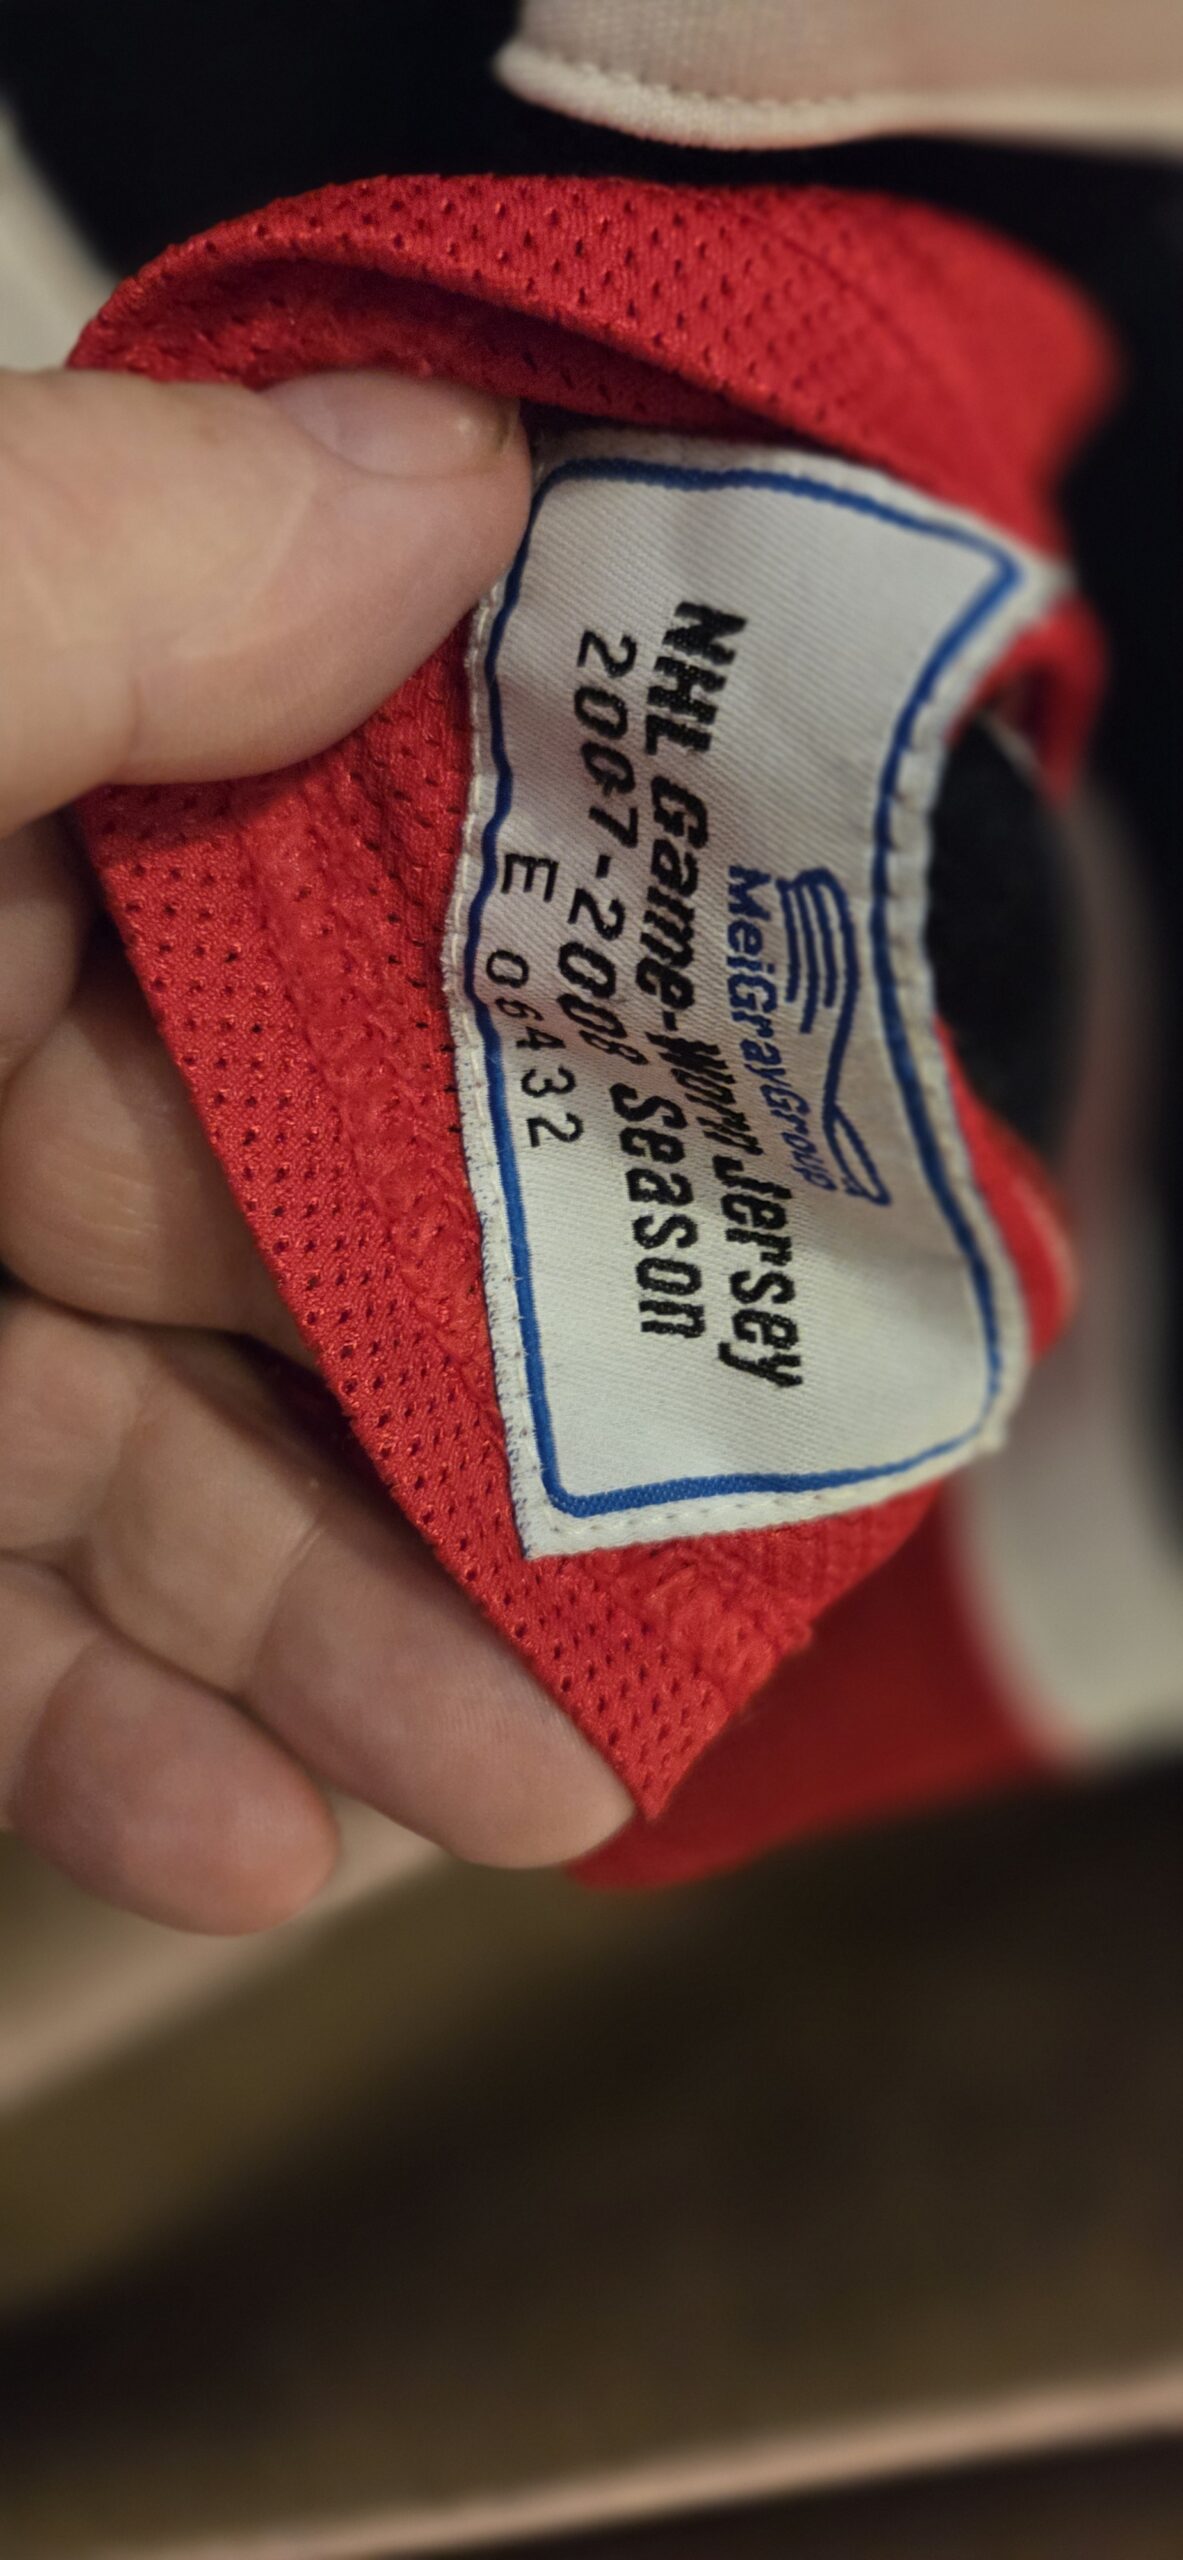 MeiGrayGroup
NHL Game-Worn Jersey
2007-2008 Season
E 06432